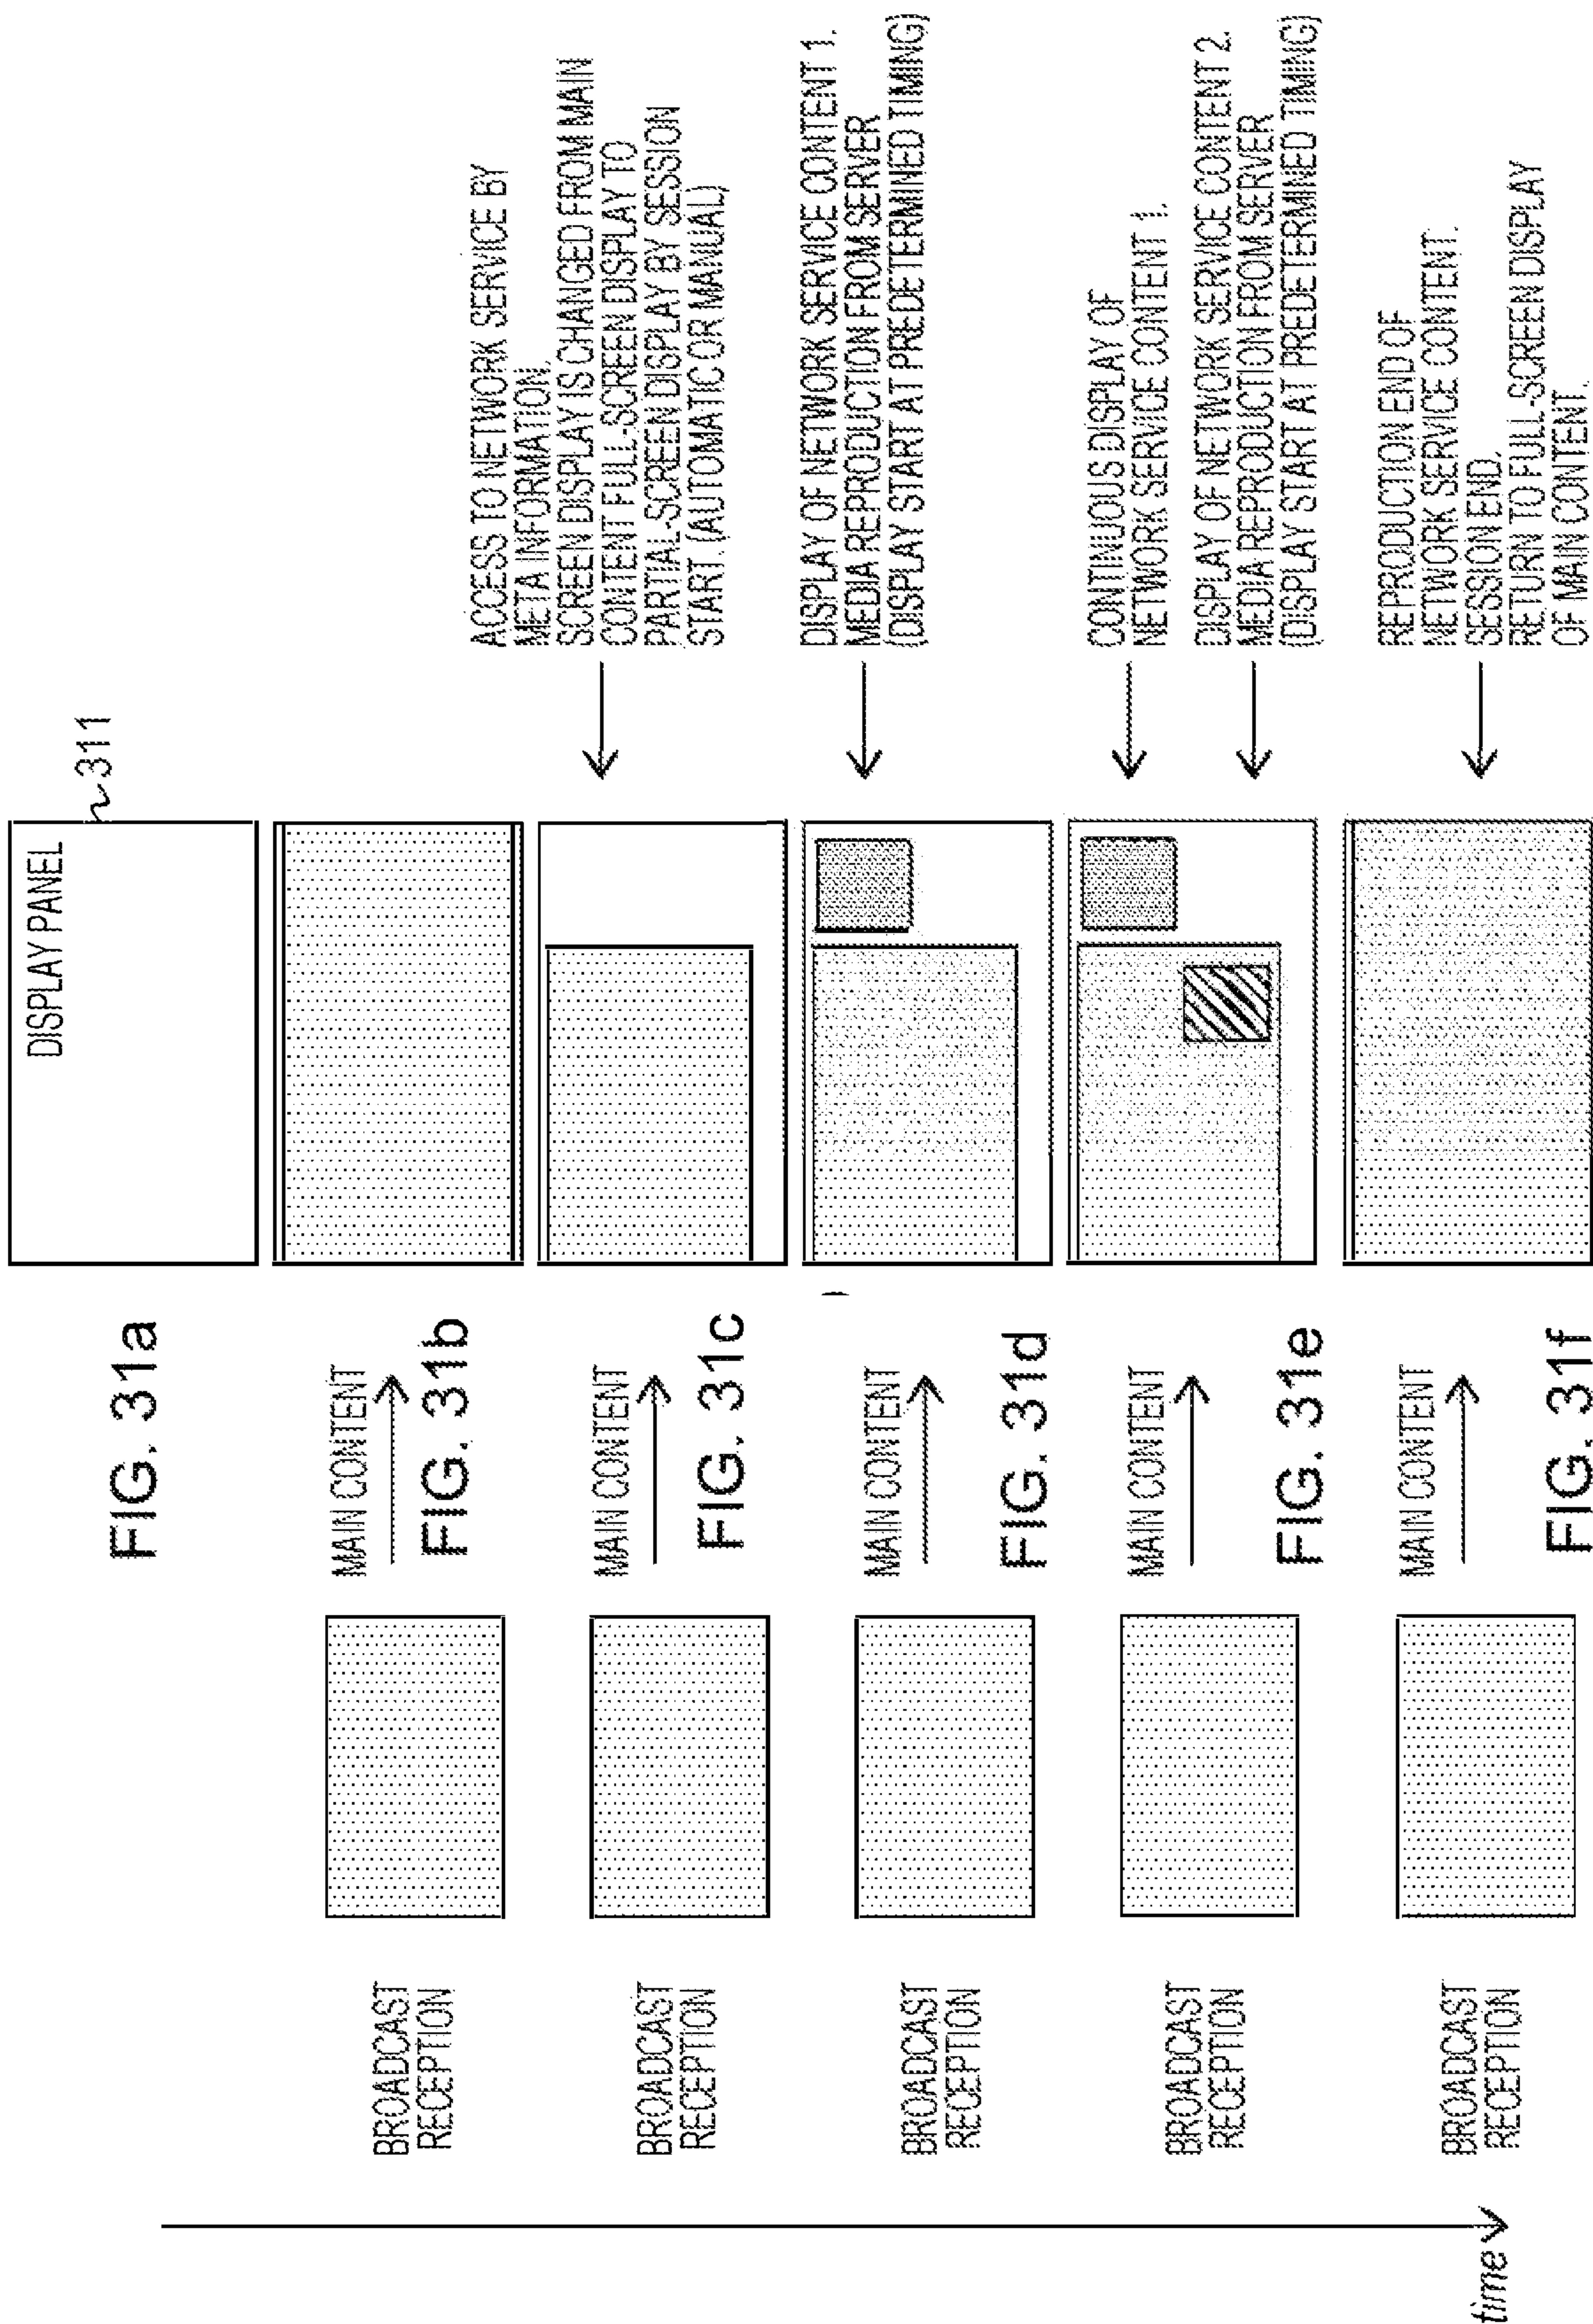 FIG. 31a
DISPLAY PANEL
311
BROADCAST
RECEPTION
MAIN CONTENT
FIG. 31b
BROADCAST
RECEPTION
MAIN CONTENT
FIG. 31c
ACCESS TO NETWORK SERVICE BY
META INFORMATION.
SCREEN DISPLAY IS CHANGED FROM MAIN
CONTENT FULL-SCREEN DISPLAY TO
PARTIAL-SCREEN DISPLAY BY SESSION
START. (AUTOMATIC OR MANUAL)
BROADCAST
RECEPTION
MAIN CONTENT
FIG. 31d
DISPLAY OF NETWORK SERVICE CONTENT 1.
MEDIA REPRODUCTION FROM SERVER
(DISPLAY START AT PREDETERMINED TIMING)
BROADCAST
RECEPTION
MAIN CONTENT
FIG. 31e
CONTINUOUS DISPLAY OF
NETWORK SERVICE CONTENT 1.
DISPLAY OF NETWORK SERVICE CONTENT 2.
MEDIA REPRODUCTION FROM SERVER
(DISPLAY START AT PREDETERMINED TIMING)
BROADCAST
RECEPTION
MAIN CONTENT
FIG. 31f
REPRODUCTION END OF
NETWORK SERVICE CONTENT.
SESSION END.
RETURN TO FULL-SCREEN DISPLAY
OF MAIN CONTENT.
time